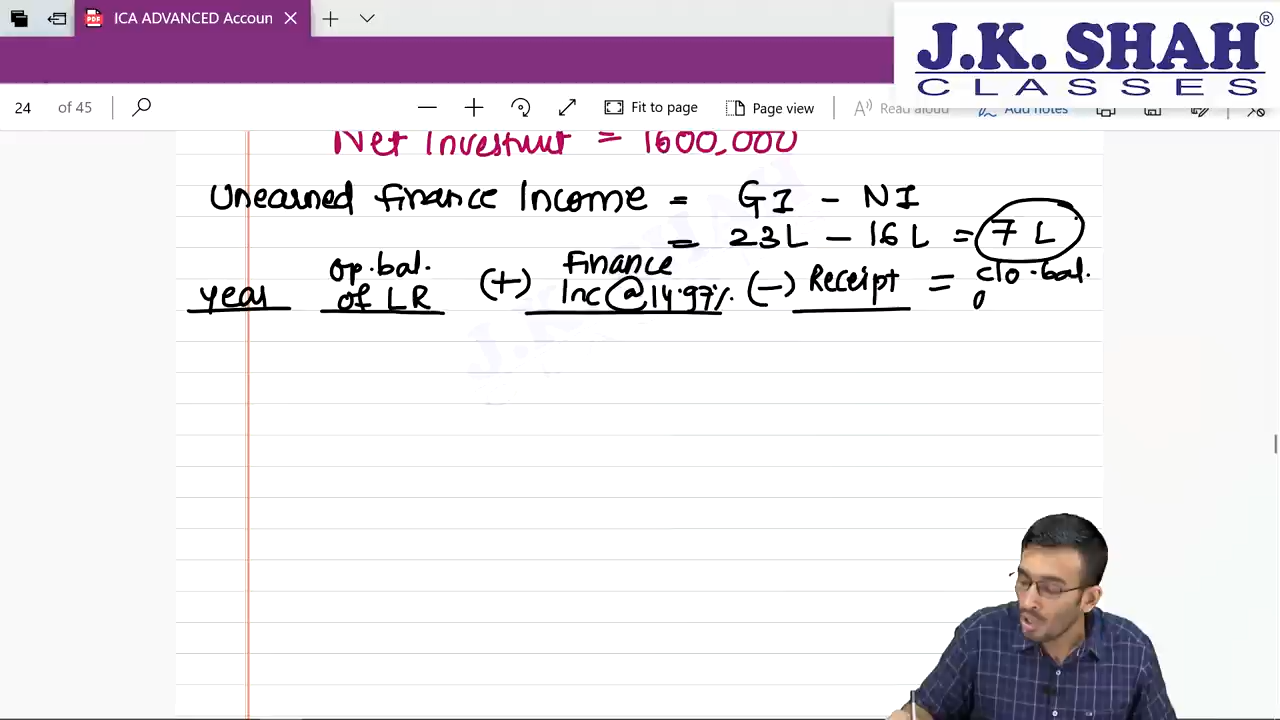 ICA ADVANCED Accoun
J.K. SHAH®
CLASSES
24 of 45 Fit to page Page view Read aloud Add notes
Net Investment = 1600,000
Unearned Finance Income = GI - NI
= 23L - 16L = 7L
year op.bal. of LR (+) Finance Inc @ 14.97% (-) Receipt = clo.bal. o